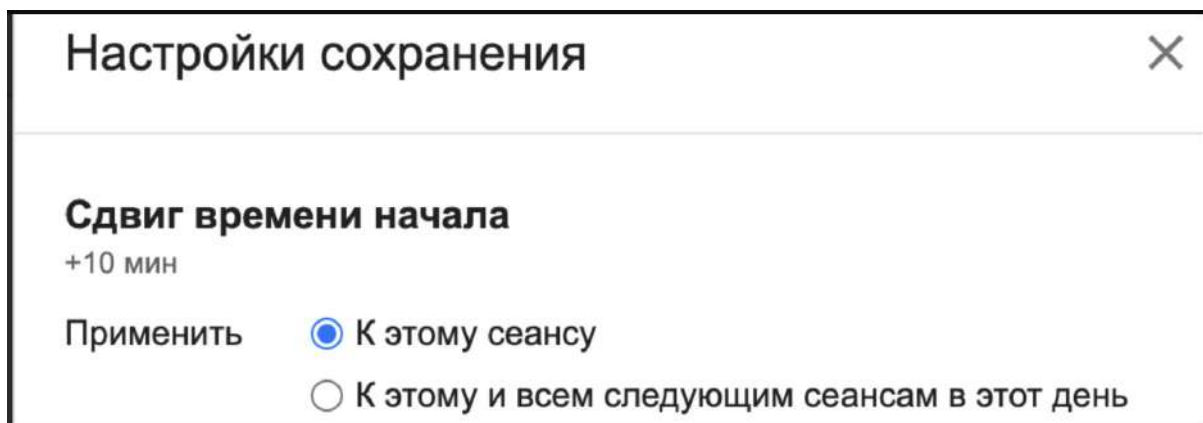 Настройки сохранения
Сдвиг времени начала
+10 мин
Применить К этому сеансу
К этому и всем следующим сеансам в этот день